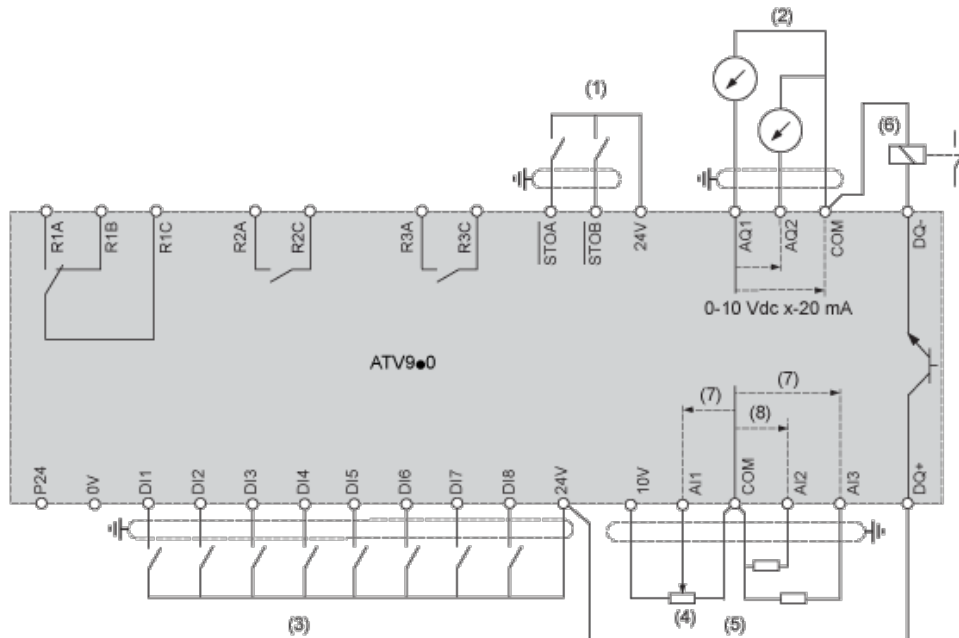 (2)
(1)
(6)
R1A
R1B
R1C
R2A
R2C
R3A
R3C
STOA
STOB
24V
AQ1
AQ2
COM
DQ-
0-10 Vdc x-20 mA
ATV9●0
(7)
(7)
(8)
P24
0V
DI1
DI2
DI3
DI4
DI5
DI6
DI7
DI8
24V
10V
AI1
COM
AI2
AI3
DQ+
(3)
(4)
(5)